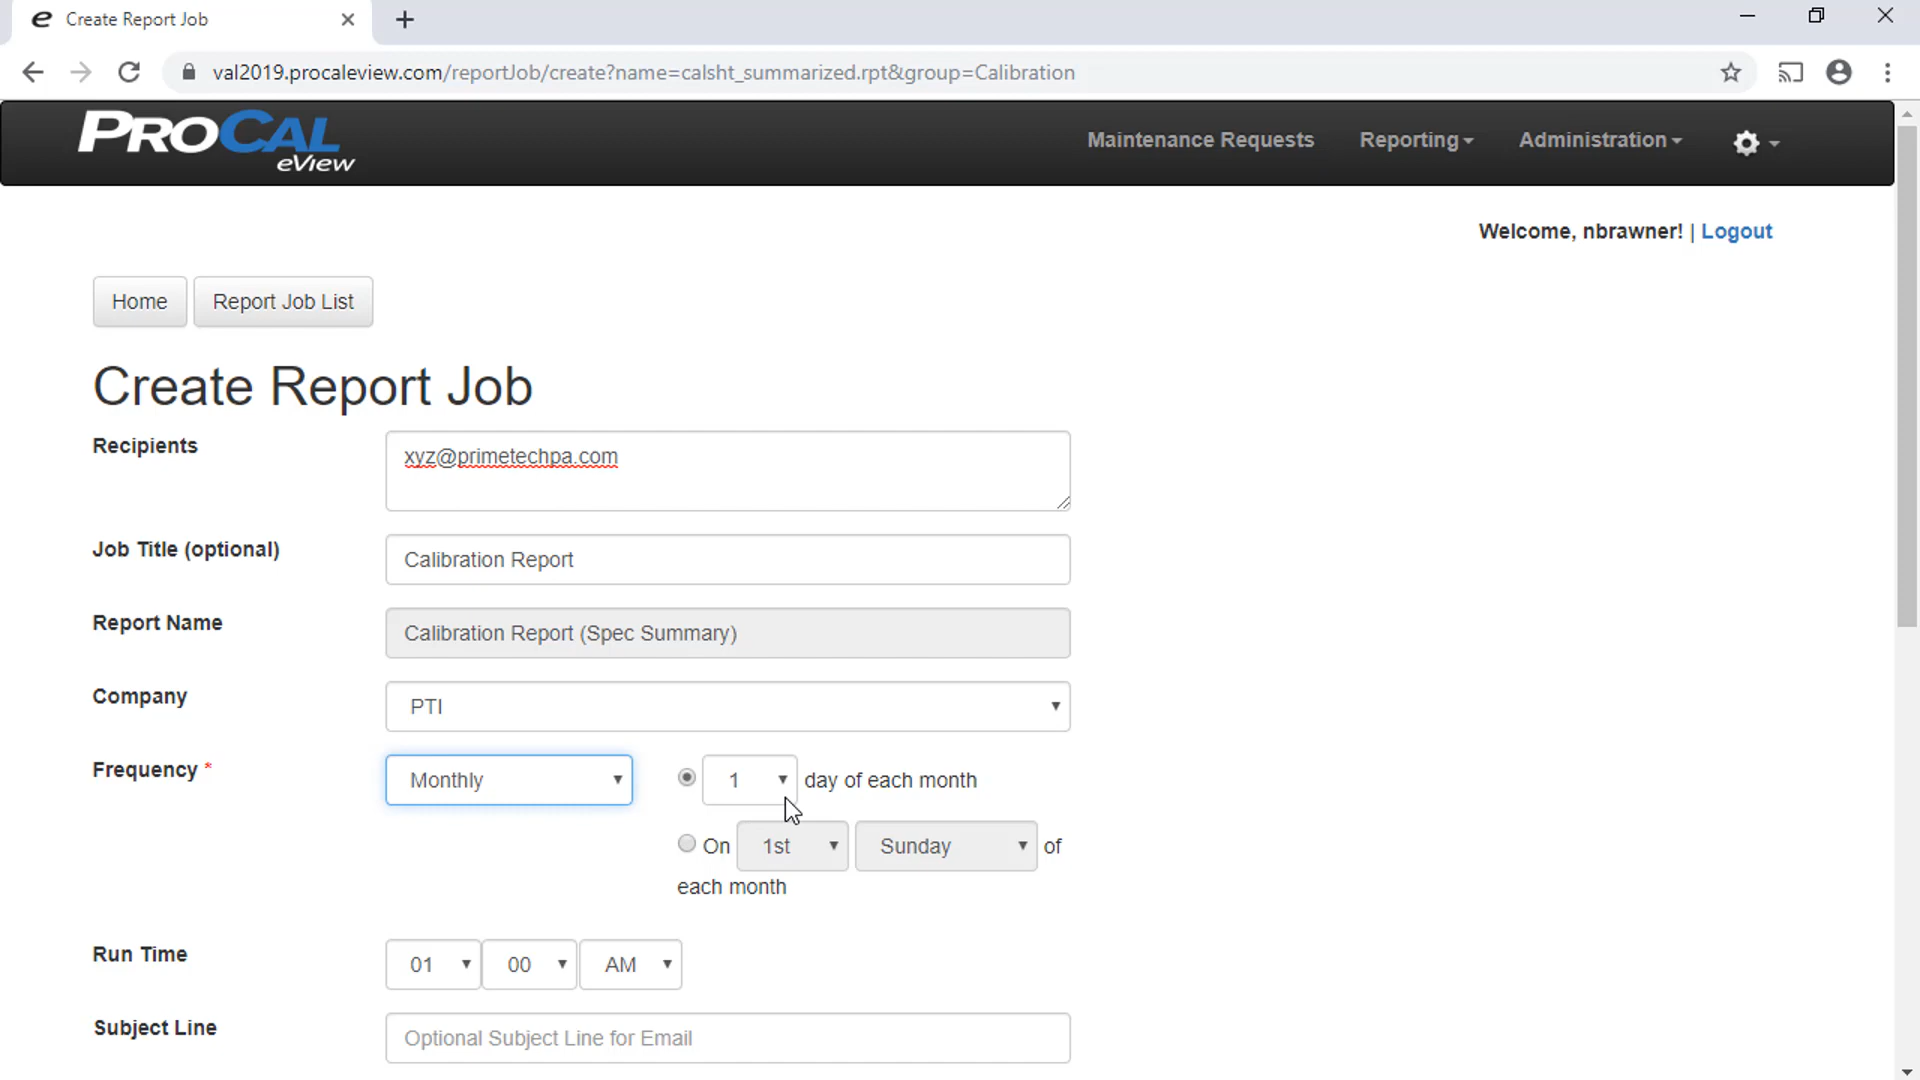 Create Report Job
val2019.procaleview.com/reportJob/create?name=calsht_summarized.rpt&group=Calibration
PROCAL
eView
Maintenance Requests Reporting Administration
Welcome, nbrawner! | Logout
Home Report Job List
Create Report Job
Recipients xyz@primetechpa.com
Job Title (optional) Calibration Report
Report Name Calibration Report (Spec Summary)
Company PTI
Frequency * Monthly 1 day of each month
On 1st Sunday of
each month
Run Time 01 00 AM
Subject Line Optional Subject Line for Email